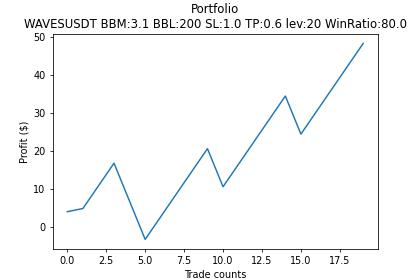 Portfolio
WAVESUSDT BBM:3.1 BBL:200 SL:1.0 TP:0.6 lev:20 WinRatio:80.0
50
40
30
20
10
0
Profit ($)
0.0 2.5 5.0 7.5 10.0 12.5 15.0 17.5
Trade counts